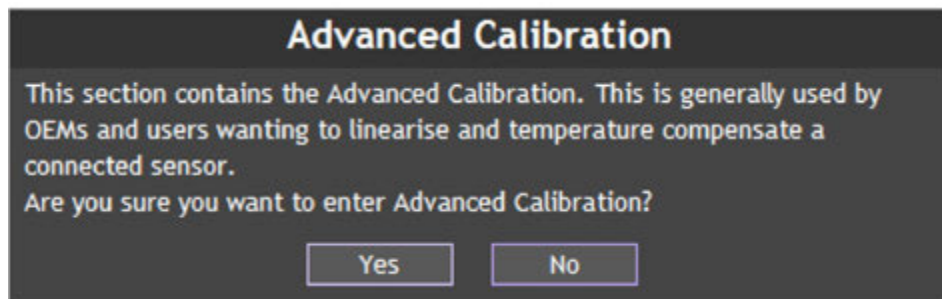 Advanced Calibration
This section contains the Advanced Calibration. This is generally used by
OEMs and users wanting to linearise and temperature compensate a
connected sensor.
Are you sure you want to enter Advanced Calibration?
Yes No